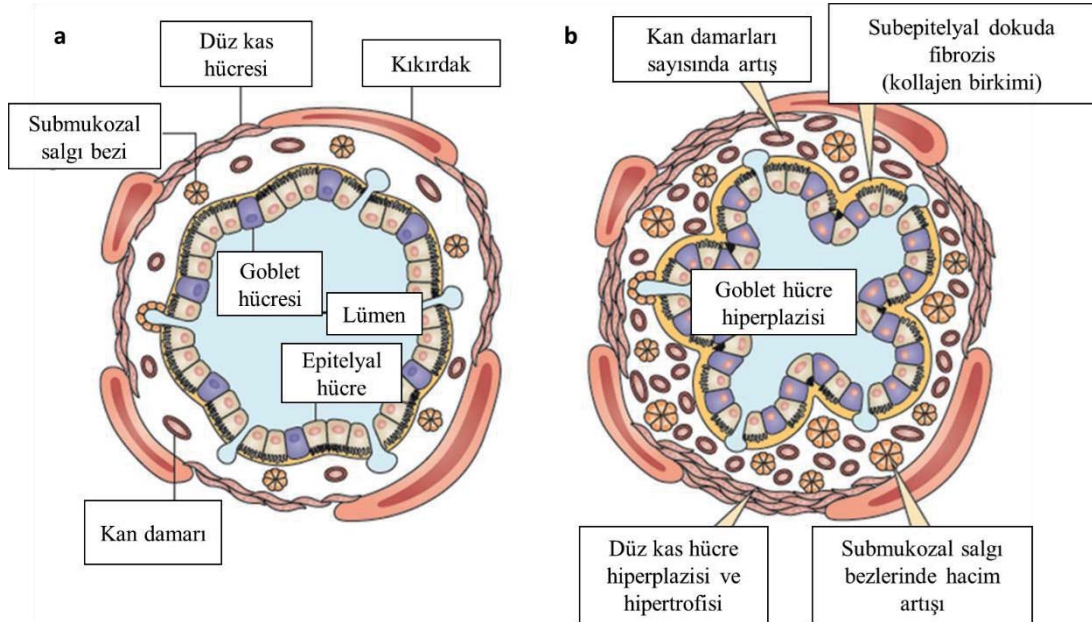 a
Düz kas
hücresi
Kıkırdak
Submukozal
salgı bezi
Goblet
hücresi
Lümen
Epitelyal
hücre
Kan damarı
b
Kan damarları
sayısında artış
Subepitelyal dokuda
fibrozis
(kollajen birkimi)
Goblet hücre
hiperplazisi
Düz kas hücre
hiperplazisi ve
hipertrofisi
Submukozal salgı
bezlerinde hacim
artışı